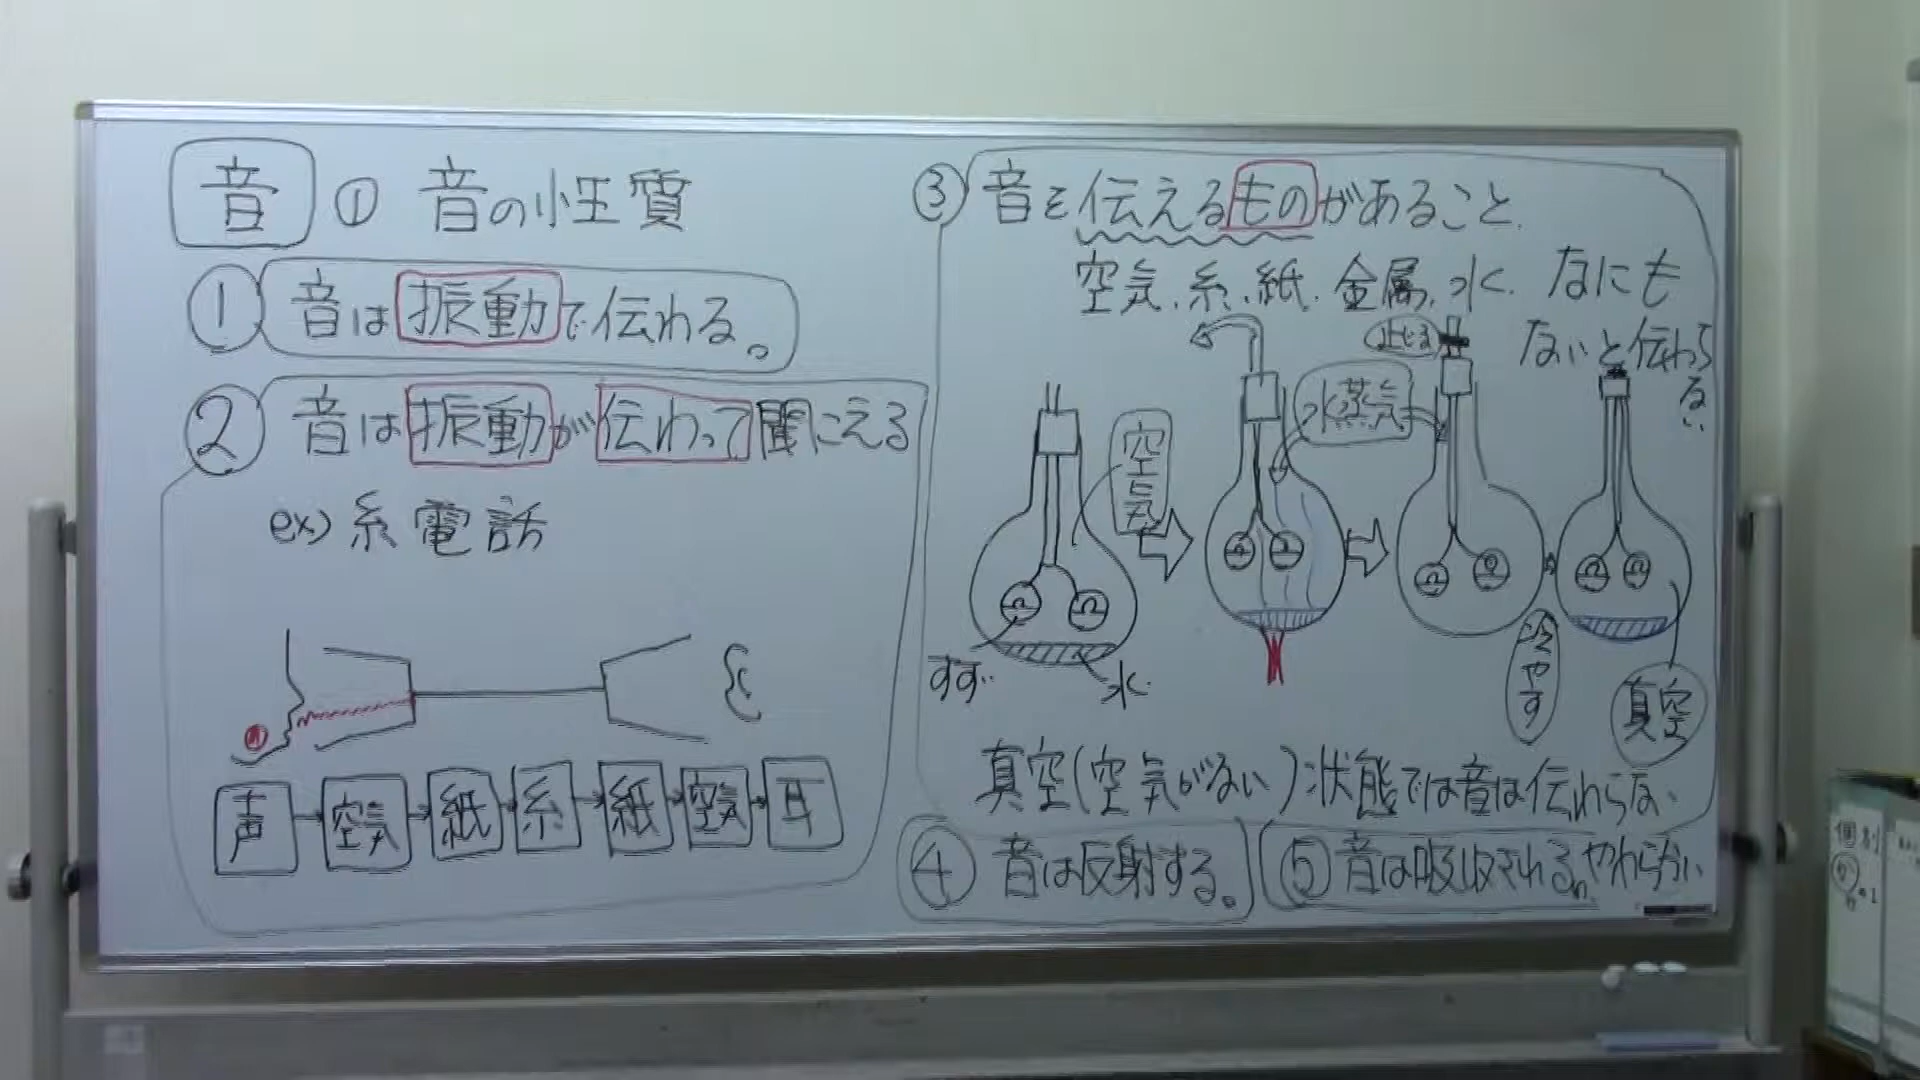 音 ① 音の性質
① 音は振動で伝わる。
② 音は振動が伝わって聞こえる
ex) 糸電話
声 → 空気 → 紙 → 糸 → 紙 → 空気 → 耳
③ 音を伝えるものがあること.
空気、糸、紙、金属、水、 なにも
ないと伝わら
ない
止じる
水蒸気
空気
すず
水
冷やす
真空
真空(空気がない)状態では音は伝わらない
④ 音は反射する。
⑤ 音は吸収される。やわらかい